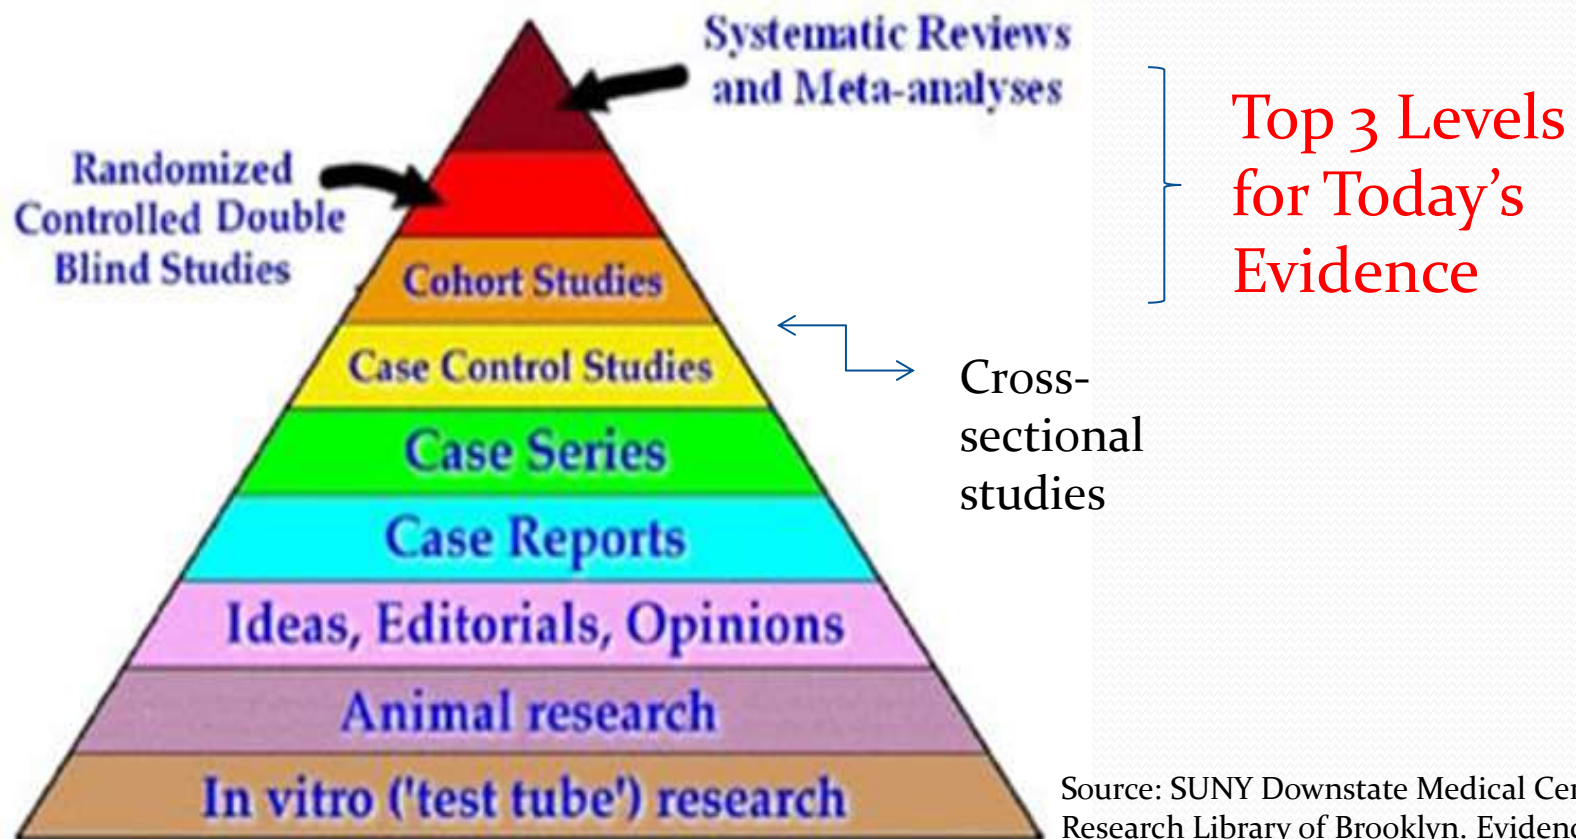 Systematic Reviews
and Meta-analyses
Top 3 Levels
for Today’s
Evidence
Randomized
Controlled Double
Blind Studies
Cohort Studies
Case Control Studies
Cross-
sectional
studies
Case Series
Case Reports
Ideas, Editorials, Opinions
Animal research
In vitro ('test tube') research
Source: SUNY Downstate Medical
Research Library of Brooklyn.